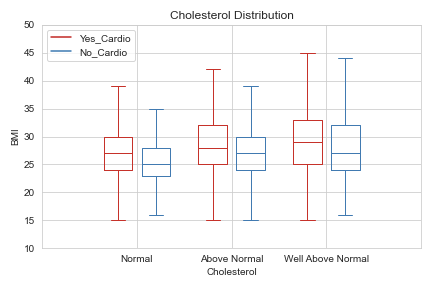 Cholesterol Distribution
50
45
40
35
30
25
20
15
10
BMI
Yes_Cardio
No_Cardio
Normal
Above Normal
Well Above Normal
Cholesterol